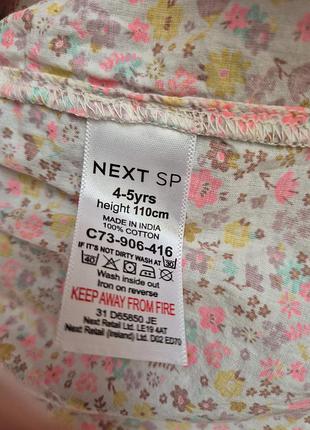 NEXT SP
4-5yrs
height 110cm
MADE IN INDIA
100% COTTON
C73-906-416
IF IT'S NOT DIRTY WASH AT 30
40
30
Wash inside out
Iron on reverse
KEEP AWAY FROM FIRE
31 D65850 JE
Next Retail Ltd. LE19 4AT
Next Retail (Ireland) Ltd. D02 ED70